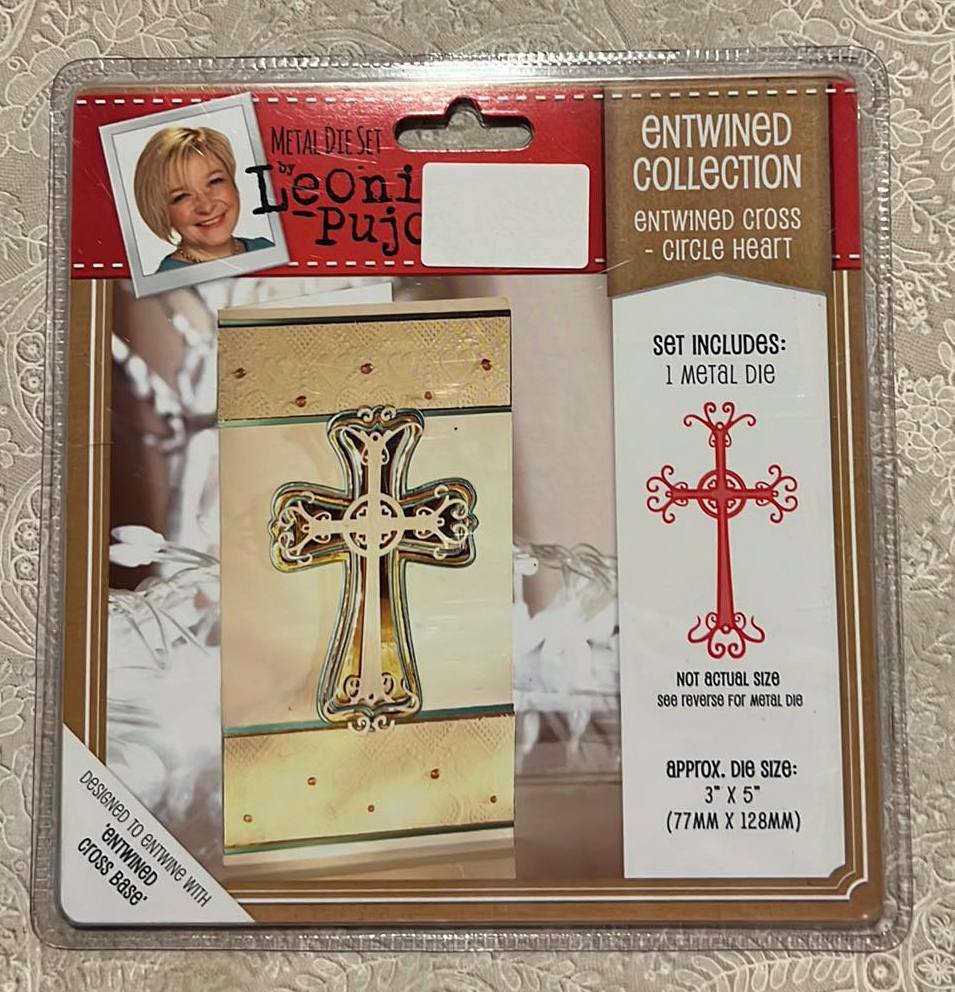 METAL DIE SET
by
Leoni
-Pujo
ENTWINED
COLLECTION
ENTWINED CROSS
- CIRCLE HEART
SET INCLUDES:
1 METAL DIE
NOT ACTUAL SIZE
SEE REVERSE FOR METAL DIE
APPROX. DIE SIZE:
3" X 5"
(77MM X 128MM)
DESIGNED TO ENTWINE WITH
'ENTWINED
CROSS BASE'